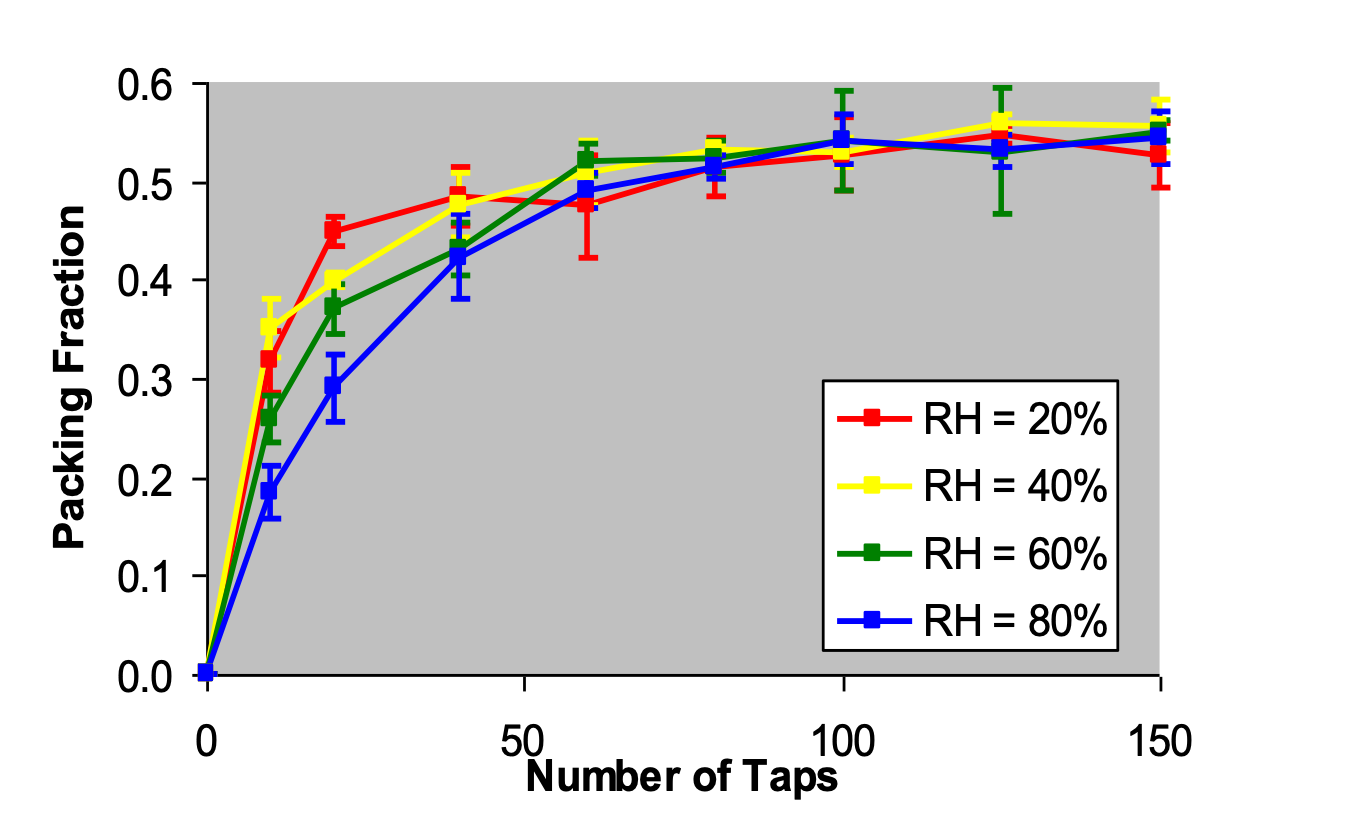 0.6
0.5
0.4
0.3
0.2
0.1
0.0
Packing Fraction
RH = 20%
RH = 40%
RH = 60%
RH = 80%
0 50 100 150
Number of Taps